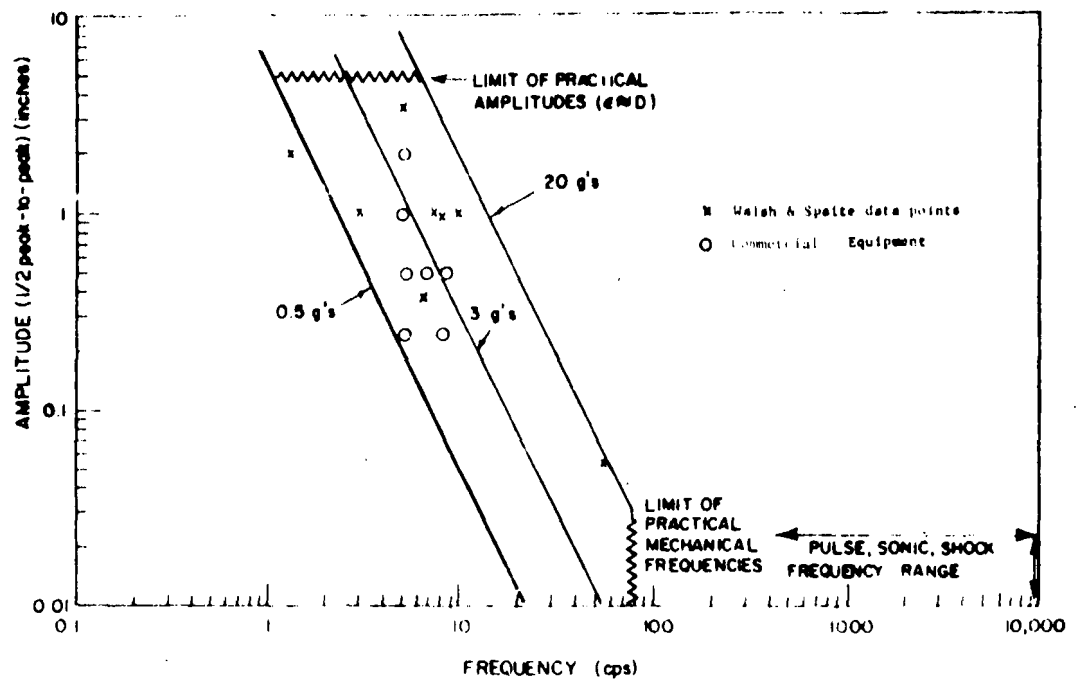 10
1
0.1
0.01
AMPLITUDE (1/2 peak-to-peak) (inches)
LIMIT OF PRACTICAL
AMPLITUDES (a≈D)
20 g's
x Walsh & Spaite data points
O Commercial Equipment
0.5 g's
3 g's
LIMIT OF
PRACTICAL
MECHANICAL
FREQUENCIES
PULSE, SONIC, SHOCK
FREQUENCY RANGE
0.1 1 10 100 1000 10,000
FREQUENCY (cps)